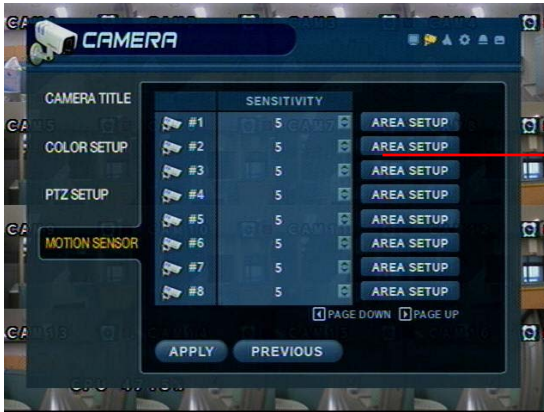 CAMERA
CAMERA TITLE
SENSITIVITY
#1 5 AREA SETUP
COLOR SETUP
#2 5 AREA SETUP
#3 5 AREA SETUP
PTZ SETUP
#4 5 AREA SETUP
#5 5 AREA SETUP
MOTION SENSOR
#6 5 AREA SETUP
#7 5 AREA SETUP
#8 5 AREA SETUP
PAGE DOWN PAGE UP
APPLY PREVIOUS